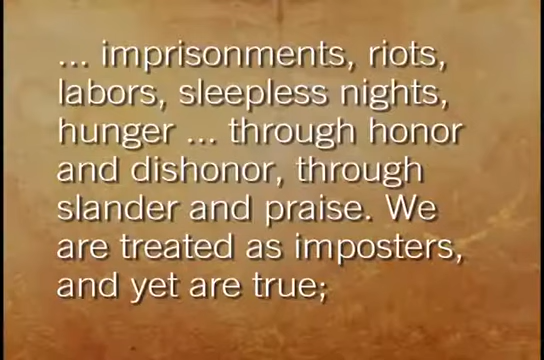 ... imprisonments, riots,
labors, sleepless nights,
hunger ... through honor
and dishonor, through
slander and praise. We
are treated as imposters,
and yet are true;